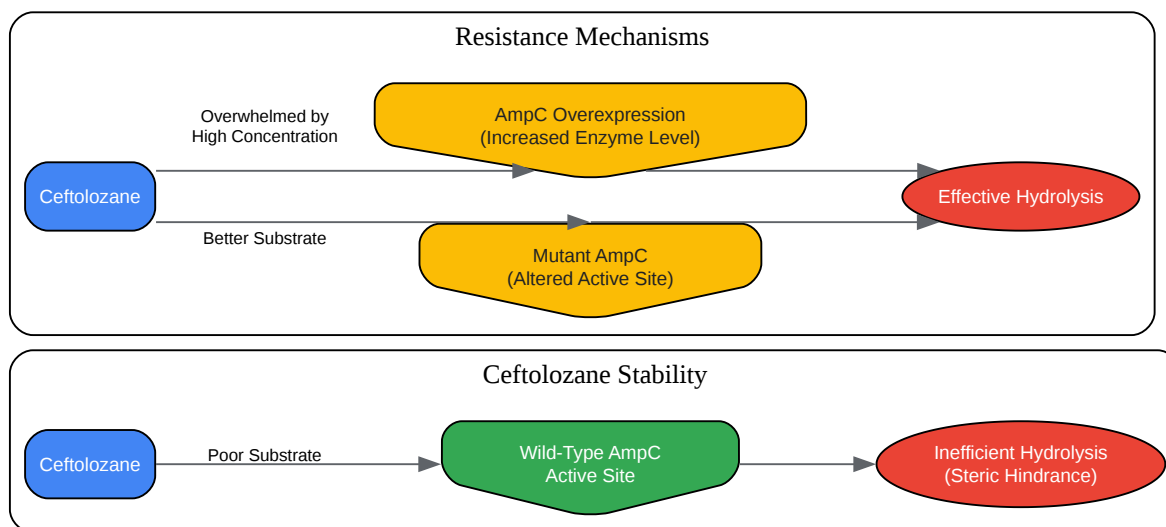 Resistance Mechanisms
Overwhelmed by
High Concentration
AmpC Overexpression
(Increased Enzyme Level)
Ceftolozane
Effective Hydrolysis
Better Substrate
Mutant AmpC
(Altered Active Site)
Ceftolozane Stability
Ceftolozane
Poor Substrate
Wild-Type AmpC
Active Site
Inefficient Hydrolysis
(Steric Hindrance)